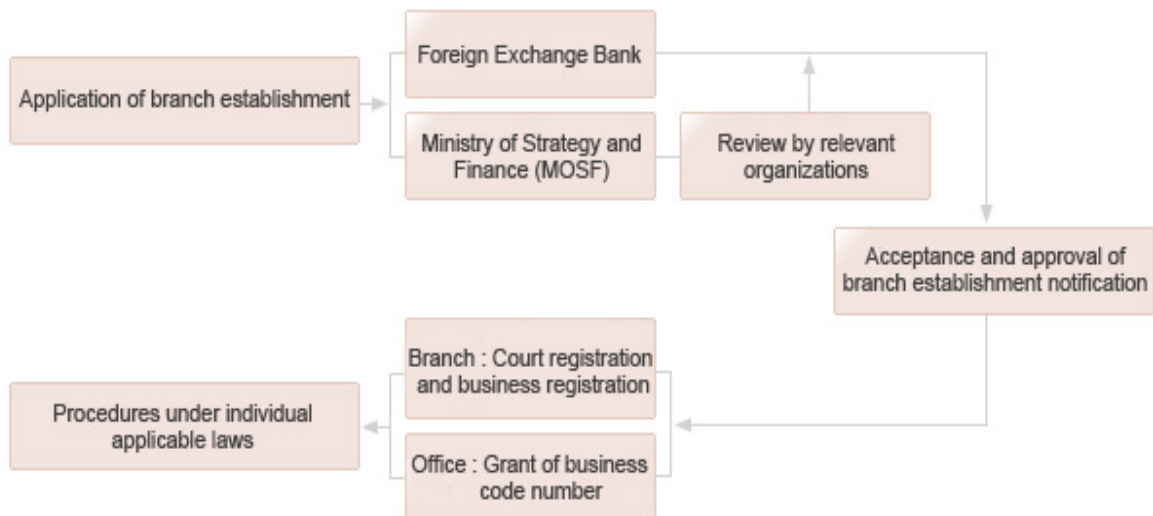 Application of branch establishment
Foreign Exchange Bank
Ministry of Strategy and
Finance (MOSF)
Review by relevant
organizations
Acceptance and approval of
branch establishment notification
Branch : Court registration
and business registration
Office : Grant of business
code number
Procedures under individual
applicable laws